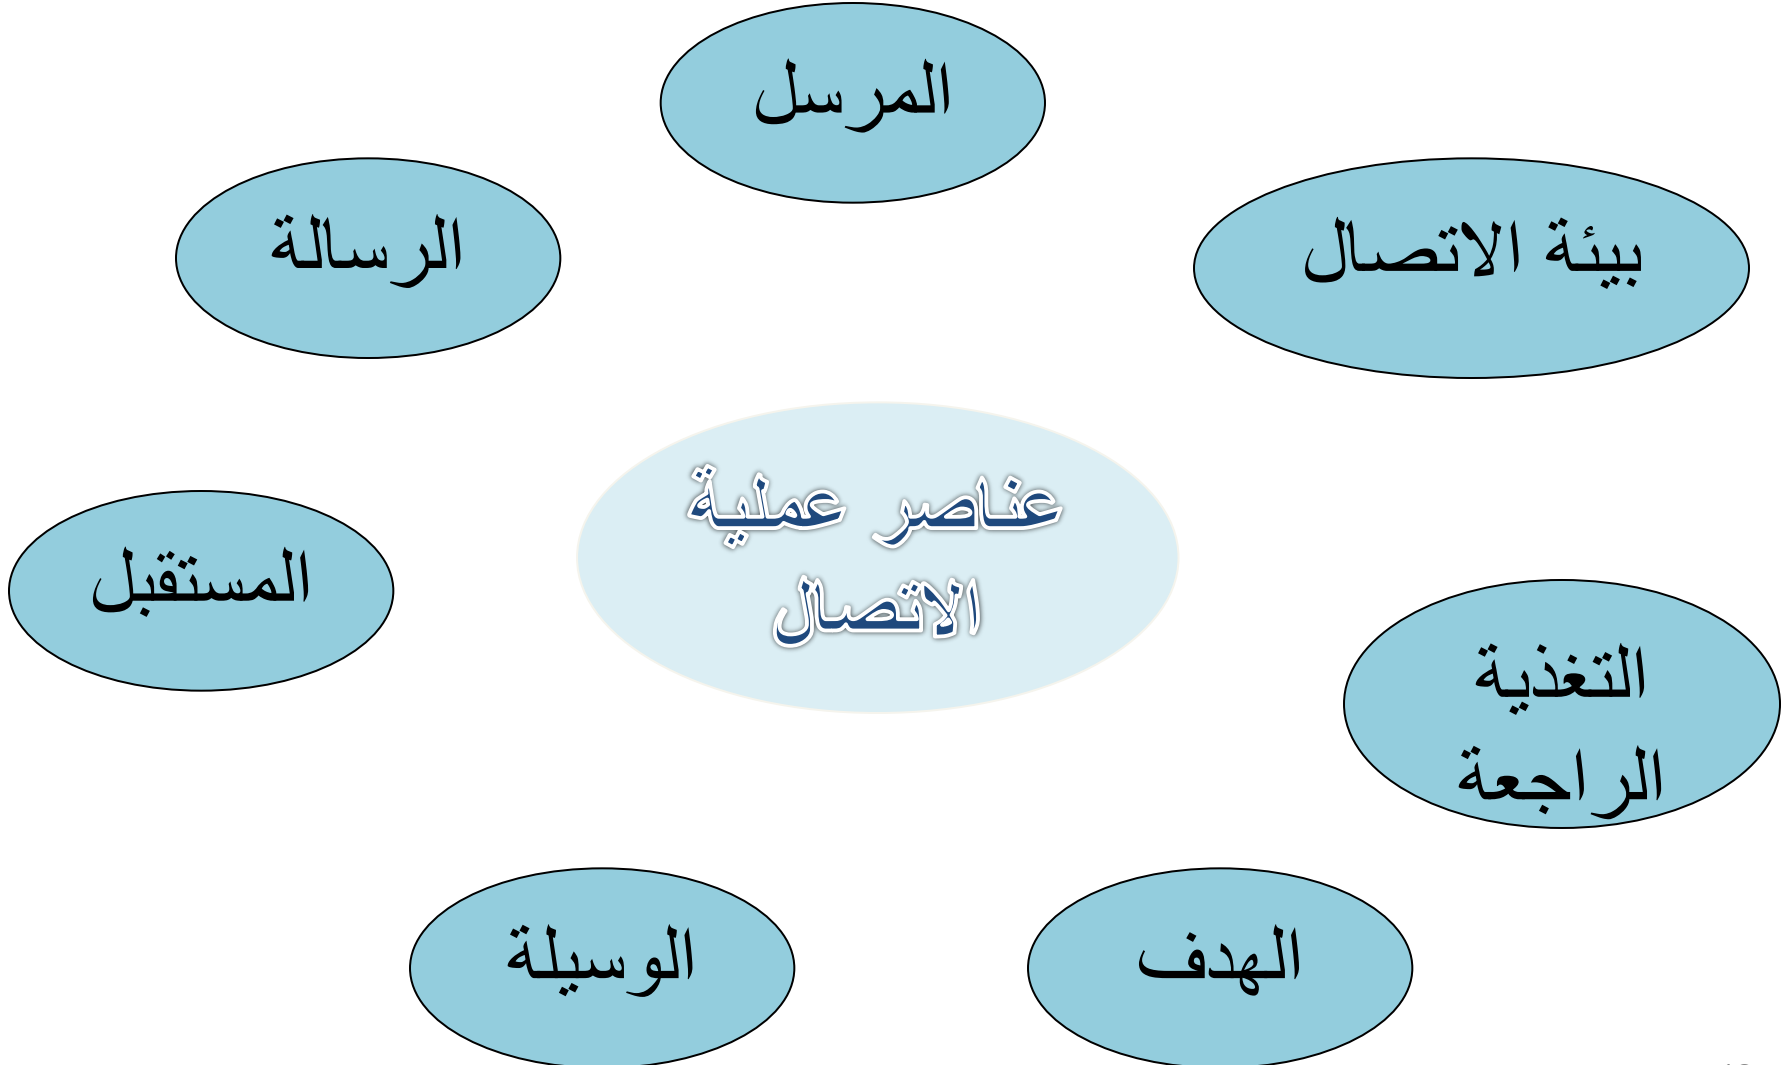 المرسل
الرسالة
بيئة الاتصال
عناصر عملية
الاتصال
المستقبل
التغذية
الراجعة
الوسيلة
الهدف